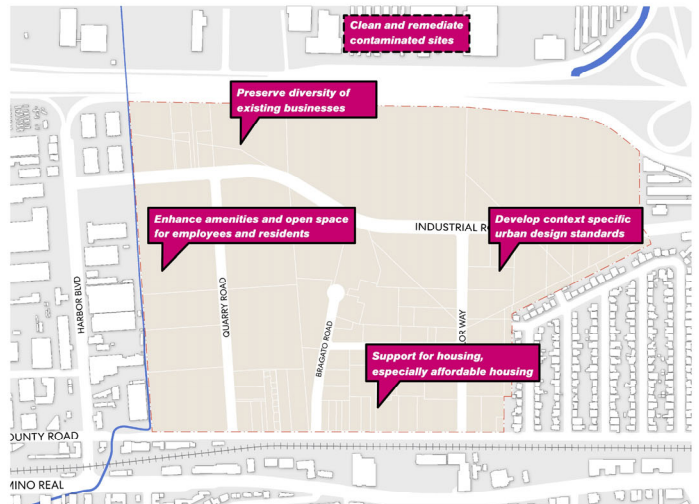 Clean and remediate
contaminated sites
Preserve diversity of
existing businesses
Enhance amenities and open space
for employees and residents
INDUSTRIAL RO
Develop context specific
urban design standards
HARBOR BLVD
QUARRY ROAD
BRAGATO ROAD
LOR WAY
Support for housing,
especially affordable housing
OUNTY ROAD
MINO REAL